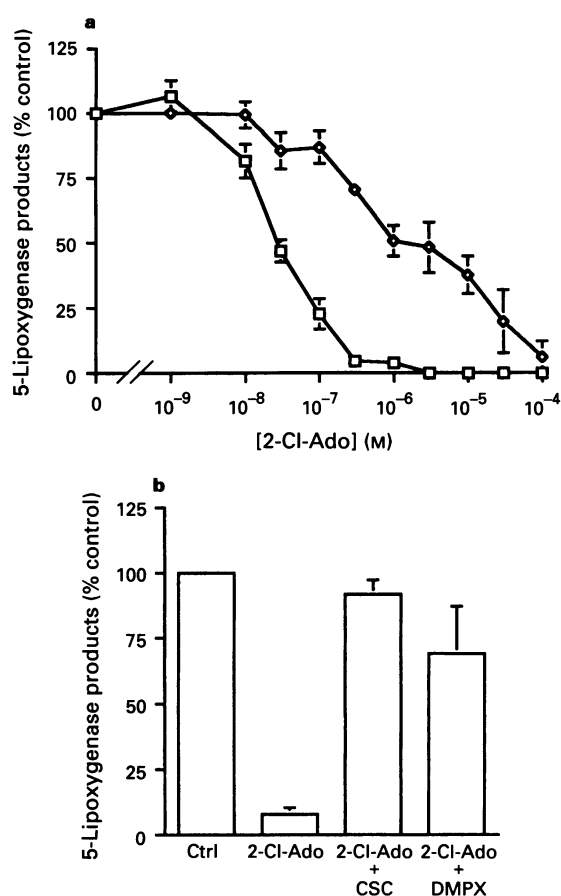 a
5-Lipoxygenase products (% control)
125
100
75
50
25
0
0
10⁻⁹
10⁻⁸
10⁻⁷
10⁻⁶
10⁻⁵
10⁻⁴
[2-Cl-Ado] (M)
b
5-Lipoxygenase products (% control)
125
100
75
50
25
0
Ctrl
2-Cl-Ado
2-Cl-Ado
+
CSC
2-Cl-Ado
+
DMPX